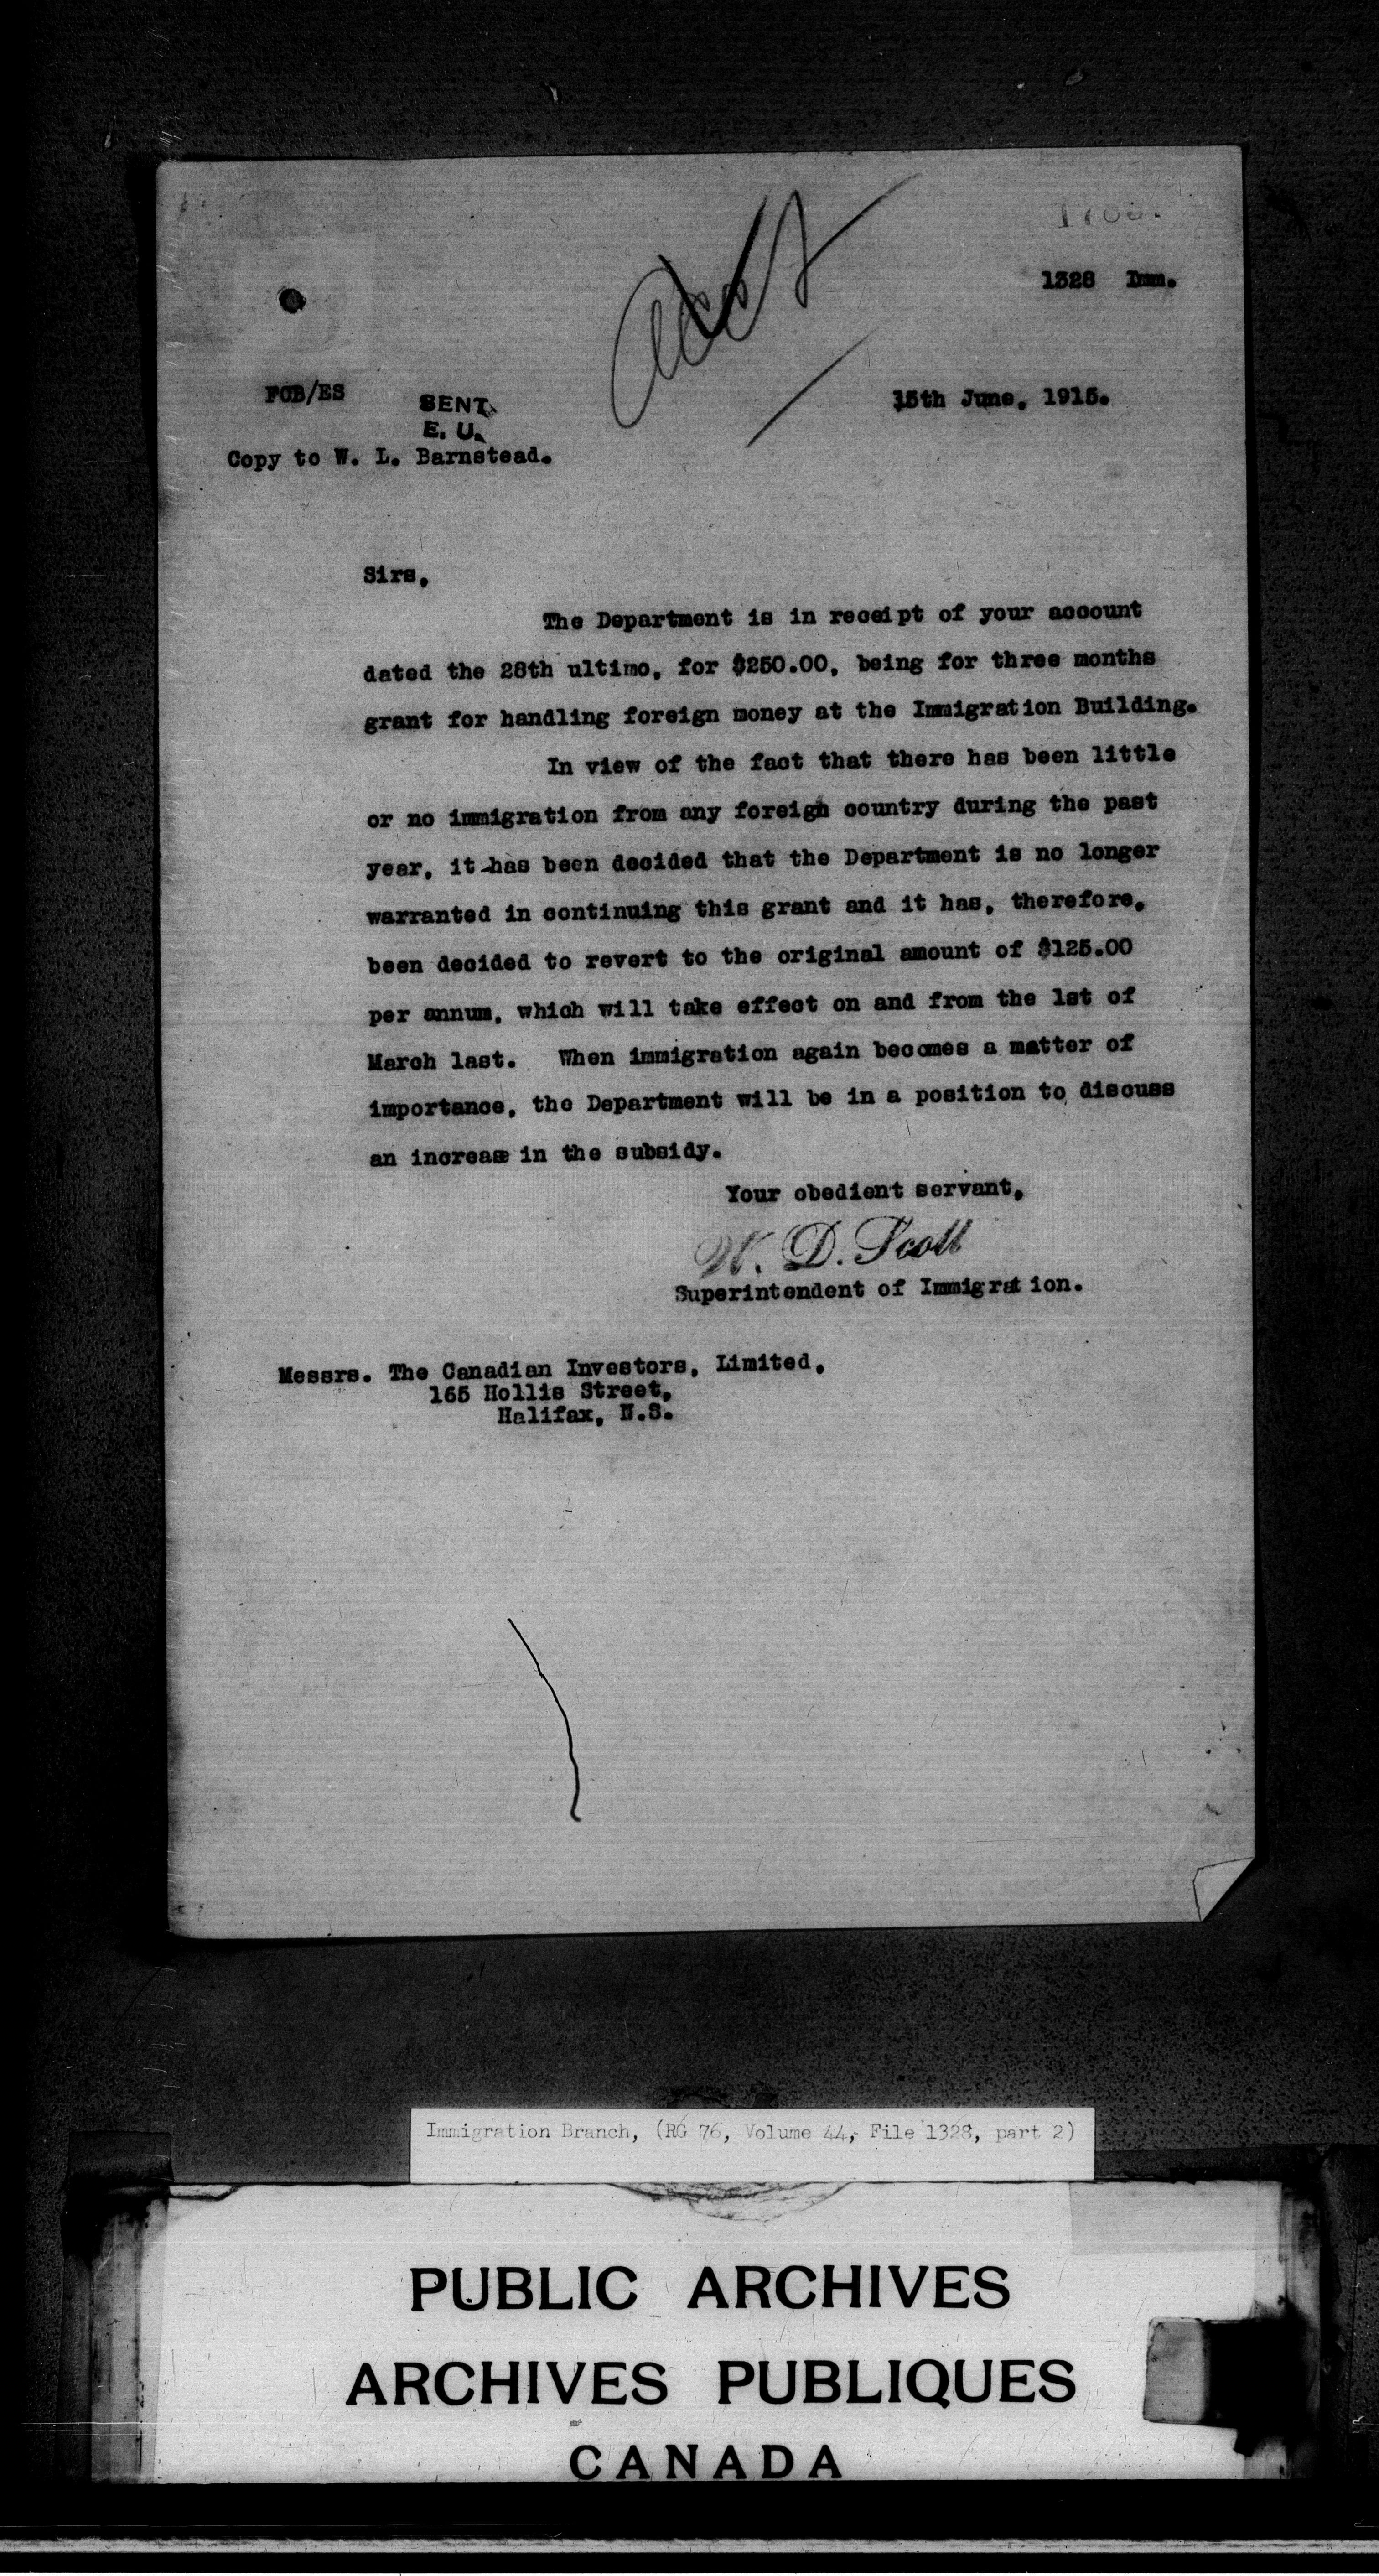 1328 Imm.
Acct
FCB/ES
SENT
E. U.
15th June, 1915.
Copy to W. L. Barnstead.
Sirs,
The Department is in receipt of your account
dated the 28th ultimo, for $250.00, being for three months
grant for handling foreign money at the Immigration Building.
In view of the fact that there has been little
or no immigration from any foreign country during the past
year, it has been decided that the Department is no longer
warranted in continuing this grant and it has, therefore,
been decided to revert to the original amount of $125.00
per annum, which will take effect on and from the 1st of
March last. When immigration again becomes a matter of
importance, the Department will be in a position to discuss
an increase in the subsidy.
Your obedient servant,
W. D. Scott
Superintendent of Immigration.
Messrs. The Canadian Investors, Limited,
165 Hollis Street,
Halifax, N.S.
Immigration Branch, (RG 76, Volume 44, File 1328, part 2)
PUBLIC ARCHIVES
ARCHIVES PUBLIQUES
CANADA